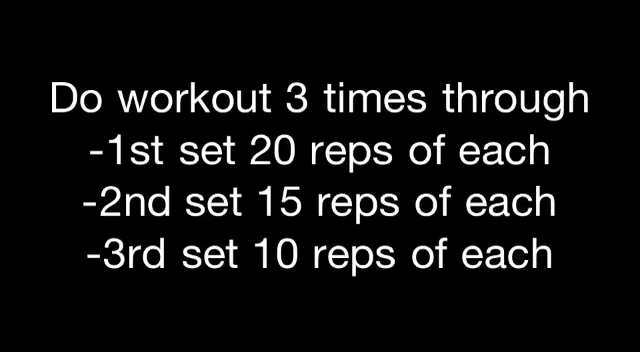 Do workout 3 times through
-1st set 20 reps of each
-2nd set 15 reps of each
-3rd set 10 reps of each